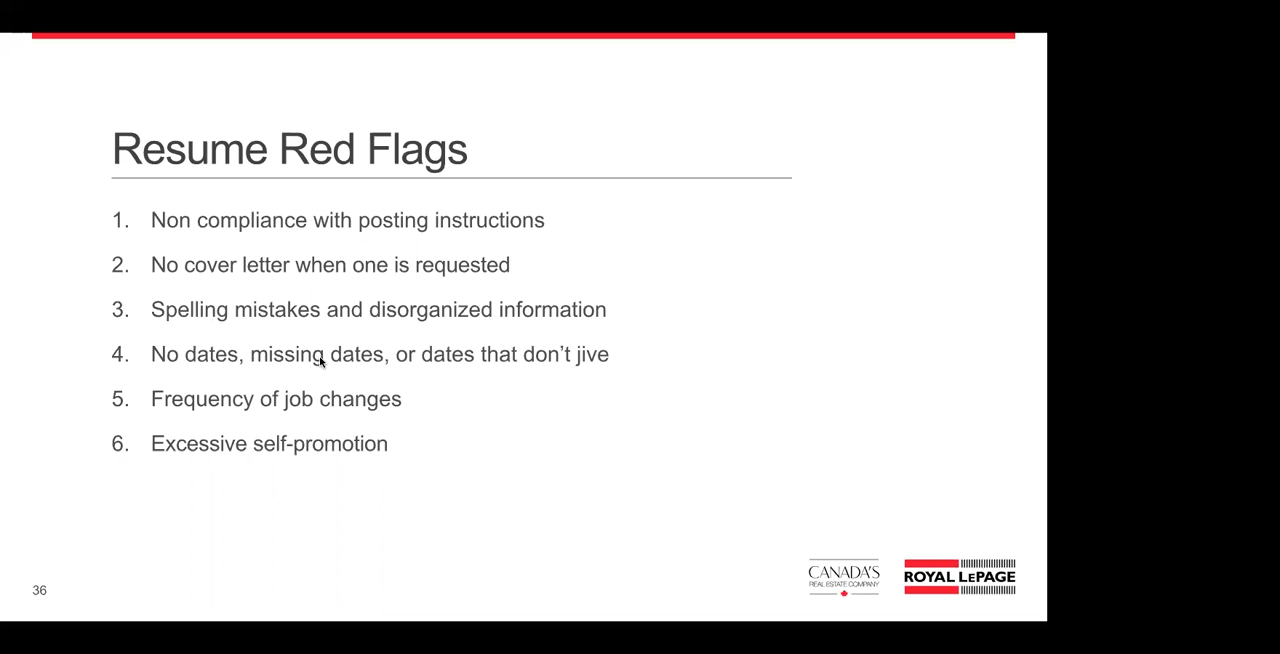 Resume Red Flags
1. Non compliance with posting instructions
2. No cover letter when one is requested
3. Spelling mistakes and disorganized information
4. No dates, missing dates, or dates that don’t jive
5. Frequency of job changes
6. Excessive self-promotion
36
CANADA'S
REAL ESTATE COMPANY
ROYAL LEPAGE